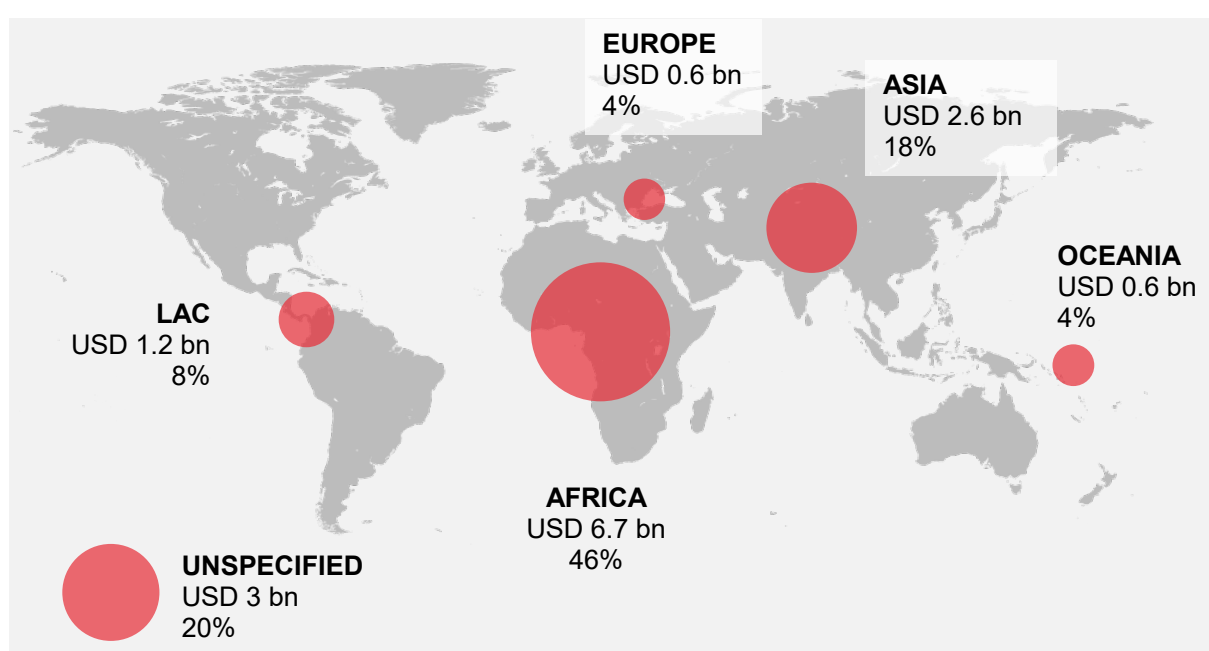 EUROPE
USD 0.6 bn
4%
ASIA
USD 2.6 bn
18%
OCEANIA
USD 0.6 bn
4%
LAC
USD 1.2 bn
8%
AFRICA
USD 6.7 bn
46%
UNSPECIFIED
USD 3 bn
20%